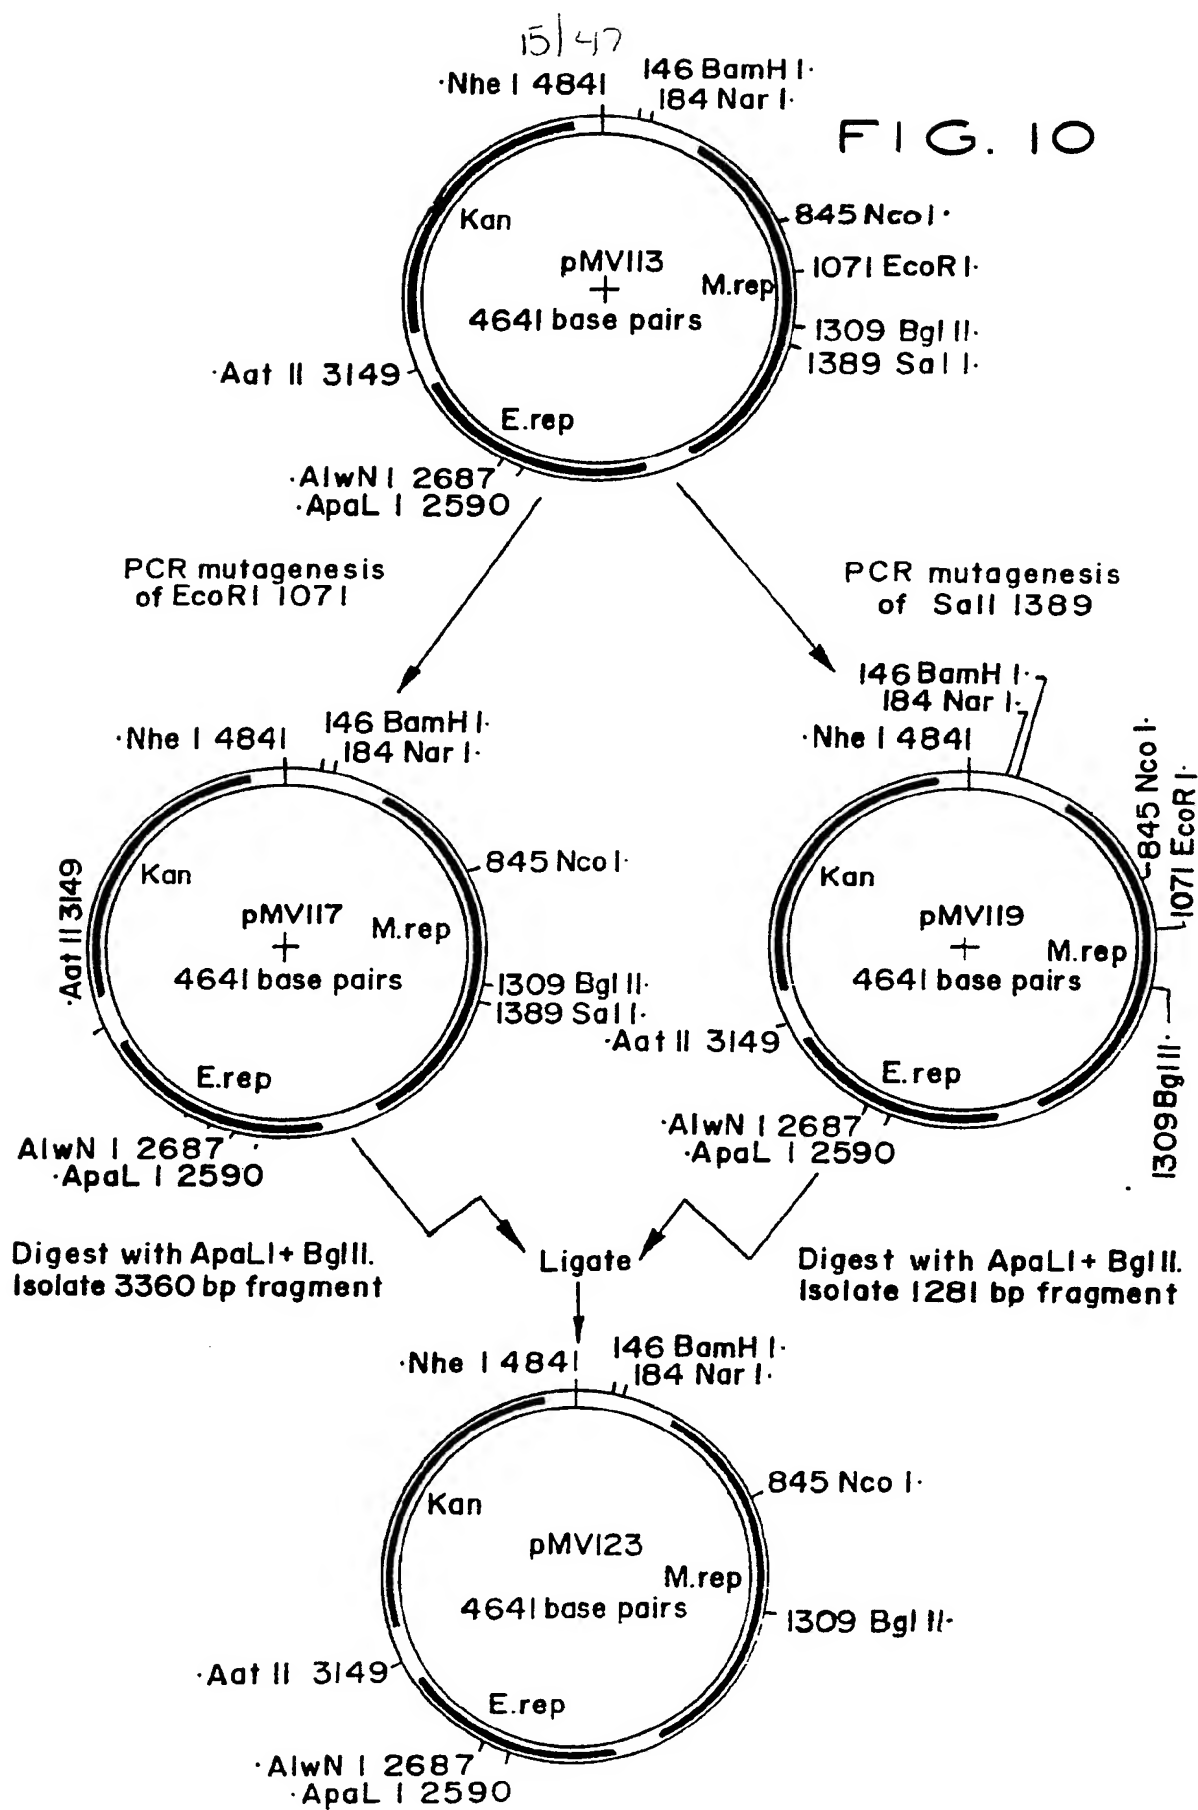 15/47
·Nhe I 4841
146 BamH I·
184 Nar I·
FIG. 10
Kan
845 Nco I·
pMV113
+
4641 base pairs
M.rep
1071 EcoR I·
1309 Bgl II·
1389 Sal I·
·Aat II 3149
E.rep
·AlwN I 2687
·ApaL I 2590
PCR mutagenesis
of EcoRI 1071
PCR mutagenesis
of SalI 1389
·Nhe I 4841
146 BamH I·
184 Nar I·
Kan
·Aat II 3149
845 Nco I·
pMV117
+
4641 base pairs
M.rep
1309 Bgl II·
1389 Sal I·
E.rep
AlwN I 2687
·ApaL I 2590
146 BamH I·
184 Nar I·
·Nhe I 4841
845 Nco I·
1071 EcoR I·
Kan
pMV119
+
4641 base pairs
M.rep
·Aat II 3149
1309 Bgl II·
E.rep
·AlwN I 2687
·ApaL I 2590
Digest with ApaLI + BglII.
Isolate 3360 bp fragment
Ligate
Digest with ApaLI + BglII.
Isolate 1281 bp fragment
·Nhe I 4841
146 BamH I·
184 Nar I·
Kan
845 Nco I·
pMV123
M.rep
4641 base pairs
1309 Bgl II·
·Aat II 3149
E.rep
·AlwN I 2687
·ApaL I 2590